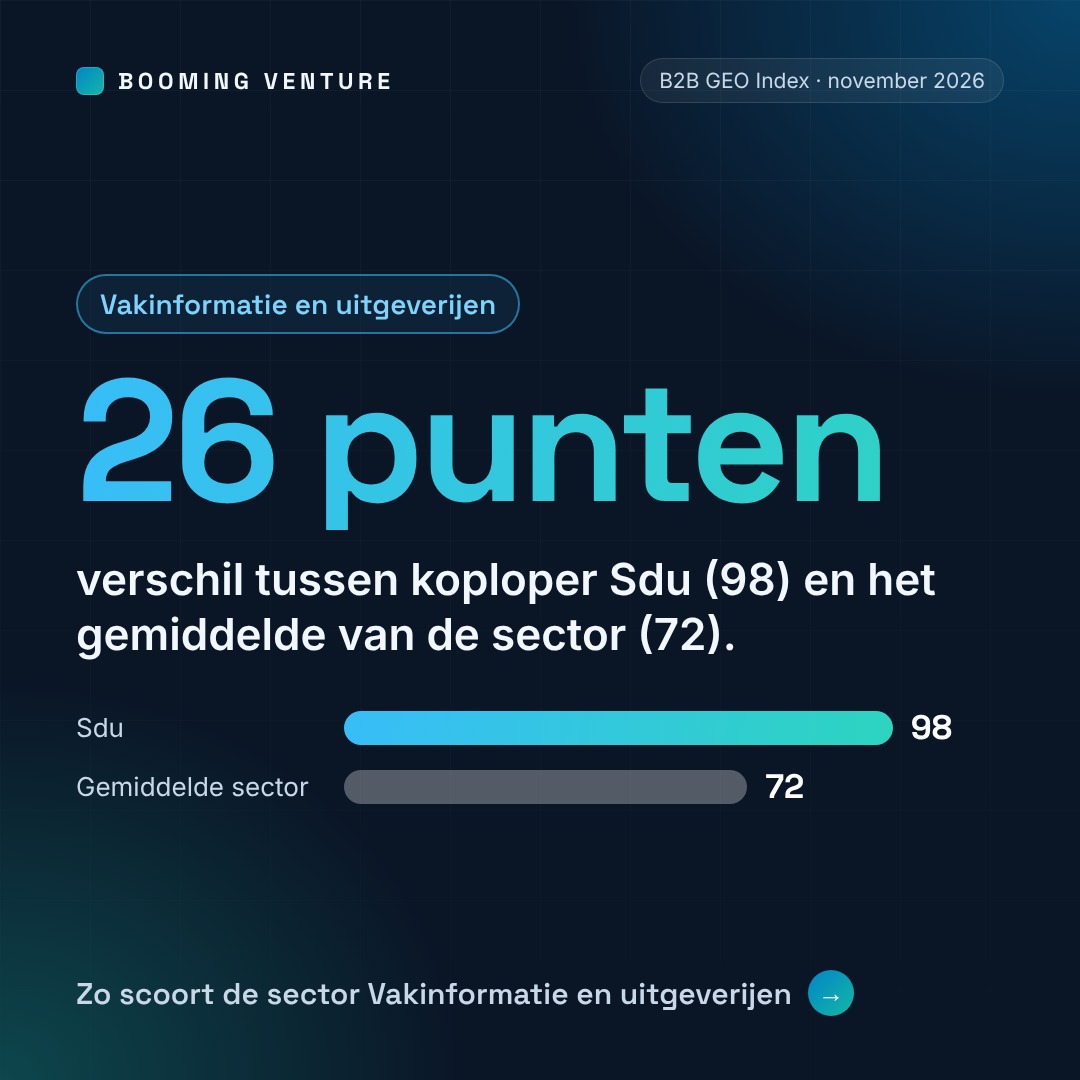 BOOMING VENTURE
B2B GEO Index · november 2026
Vakinformatie en uitgeverijen
26 punten
verschil tussen koploper Sdu (98) en het
gemiddelde van de sector (72).
Sdu 98
Gemiddelde sector 72
Zo scoort de sector Vakinformatie en uitgeverijen →